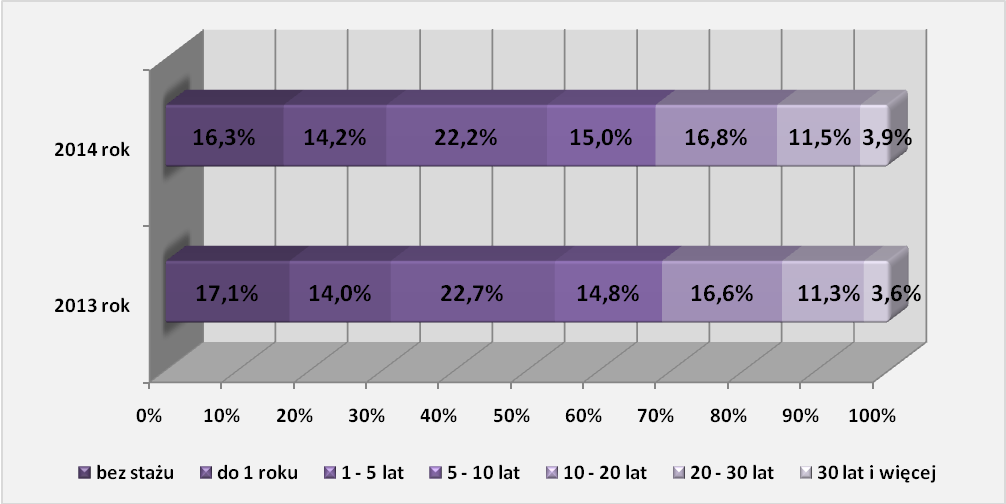 2014 rok
16,3% 14,2% 22,2% 15,0% 16,8% 11,5% 3,9%
2013 rok
17,1% 14,0% 22,7% 14,8% 16,6% 11,3% 3,6%
0% 10% 20% 30% 40% 50% 60% 70% 80% 90% 100%
bez stażu do 1 roku 1 - 5 lat 5 - 10 lat 10 - 20 lat 20 - 30 lat 30 lat i więcej